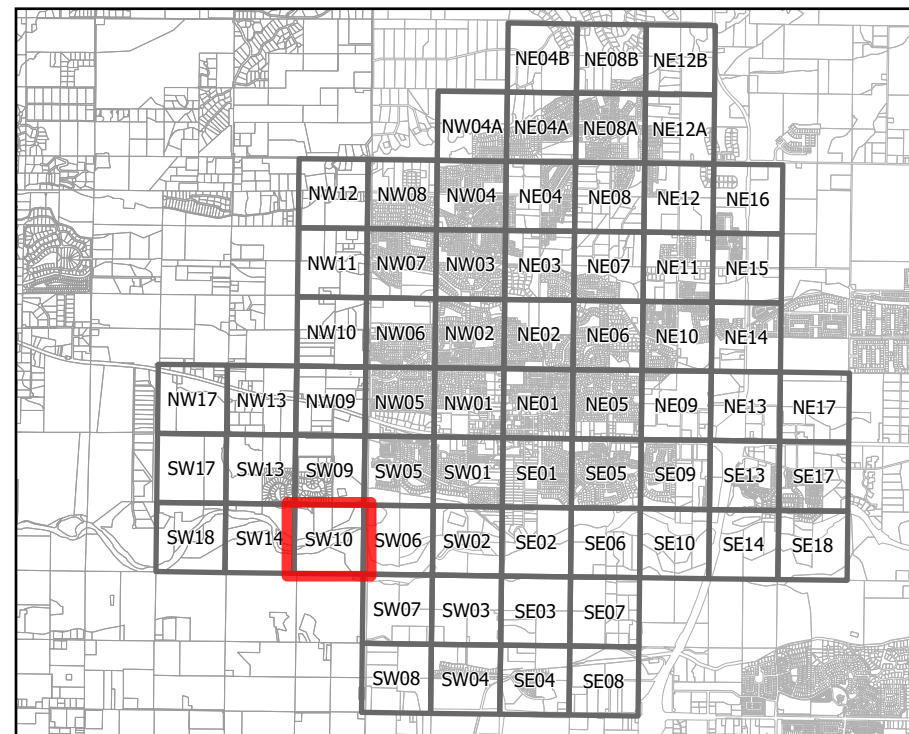 NE04B NE08B NE12B
NW04A NE04A NE08A NE12A
NW12 NW08 NW04 NE04 NE08 NE12 NE16
NW11 NW07 NW03 NE03 NE07 NE11 NE15
NW10 NW06 NW02 NE02 NE06 NE10 NE14
NW17 NW13 NW09 NW05 NW01 NE01 NE05 NE09 NE13 NE17
SW17 SW13 SW09 SW05 SW01 SE01 SE05 SE09 SE13 SE17
SW18 SW14 SW10 SW06 SW02 SE02 SE06 SE10 SE14 SE18
SW07 SW03 SE03 SE07
SW08 SW04 SE04 SE08